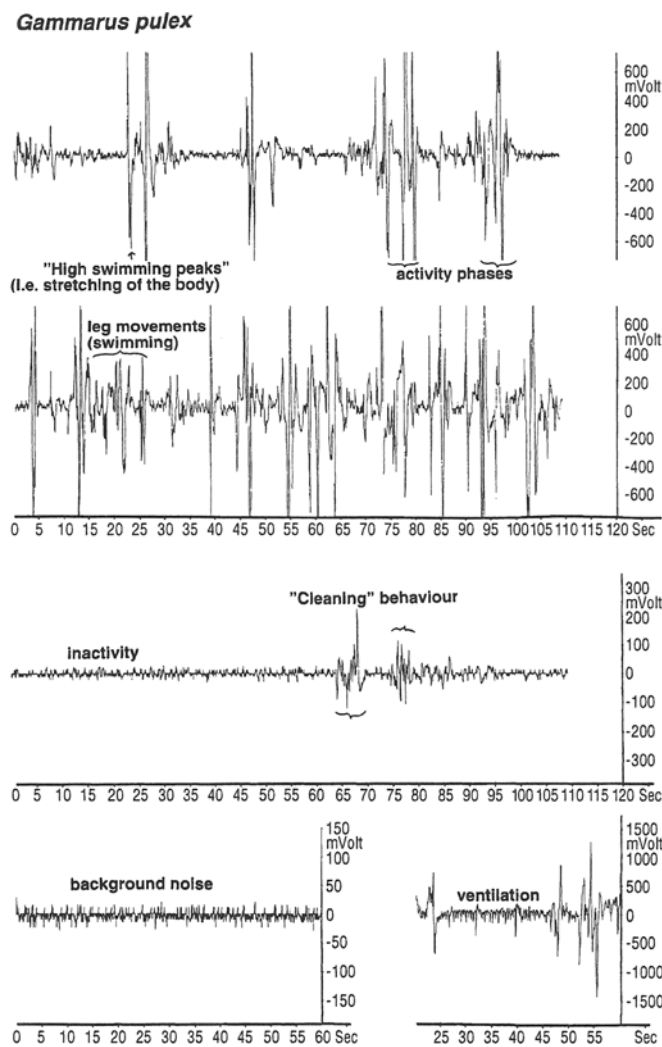 Gammarus pulex
600
mVolt
400
200
0
-200
-400
-600
"High swimming peaks"
(I.e. stretching of the body)
activity phases
leg movements
(swimming)
600
mVolt
400
200
0
-200
-400
-600
0 5 10 15 20 25 30 35 40 45 50 55 60 65 70 75 80 85 90 95 100 105 110 115 120 Sec
"Cleaning" behaviour
inactivity
300
mVolt
200
100
0
-100
-200
-300
0 5 10 15 20 25 30 35 40 45 50 55 60 65 70 75 80 85 90 95 100 105 110 115 120 Sec
background noise
150
mVolt
100
50
0
-50
-100
-150
0 5 10 15 20 25 30 35 40 45 50 55 60 Sec
ventilation
1500
mVolt
1000
500
0
-500
-1000
-1500
25 35 45 55 Sec